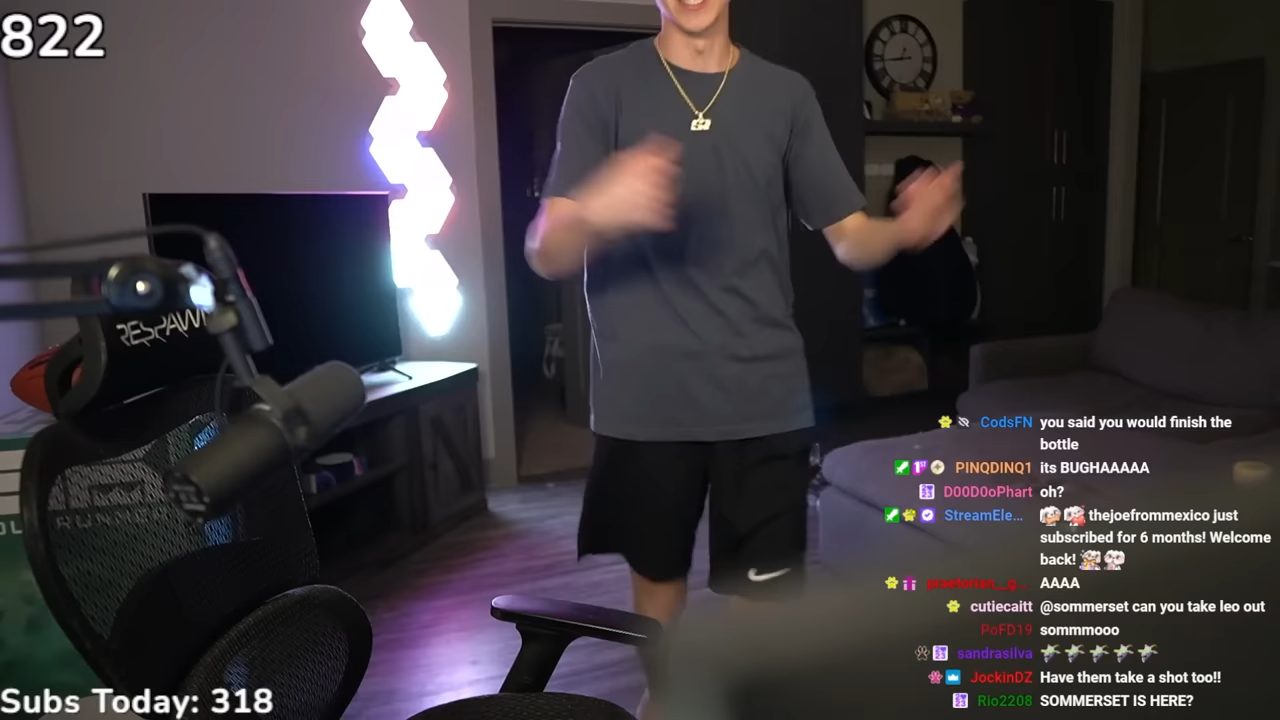 822
RESPAWN
Subs Today: 318
CodsFN you said you would finish the
bottle
PINQDINQ1 its BUGHAAAAA
D00D0oPhart oh?
StreamEle... thejoefrommexico just
subscribed for 6 months! Welcome
back!
praetorian__g... AAAA
cutiecaitt @sommerset can you take leo out
PoFD19 sommmooo
sandrasilva
JockinDZ Have them take a shot too!!
Rio2208 SOMMERSET IS HERE?